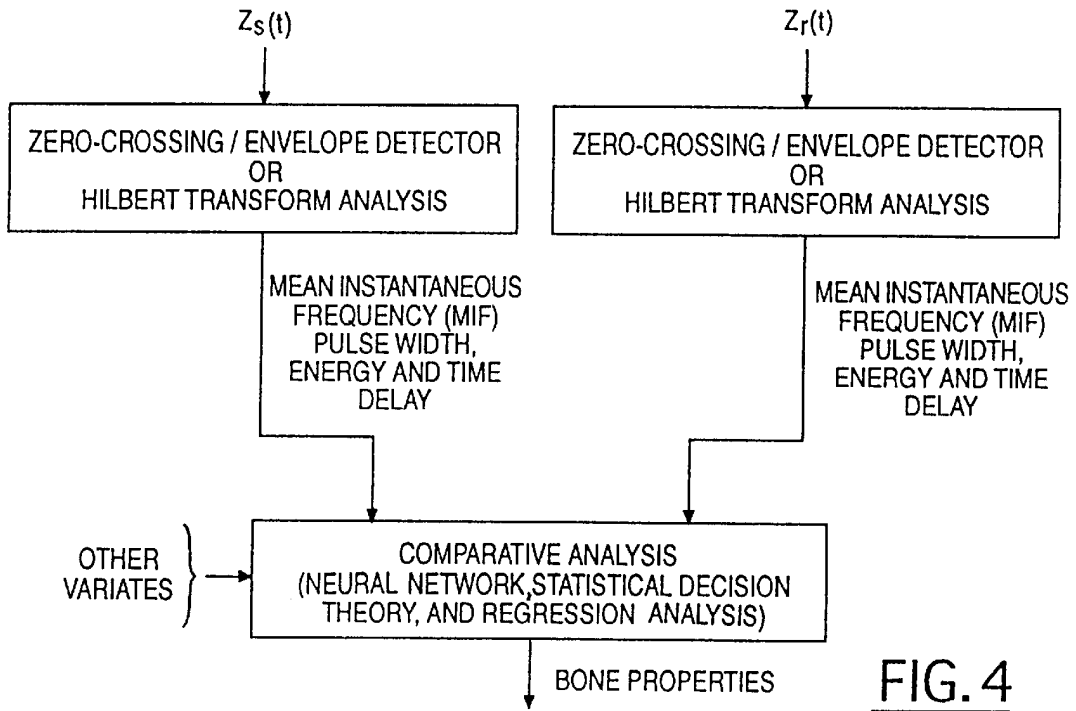 Zs(t)
Zr(t)
ZERO-CROSSING / ENVELOPE DETECTOR
OR
HILBERT TRANSFORM ANALYSIS
ZERO-CROSSING / ENVELOPE DETECTOR
OR
HILBERT TRANSFORM ANALYSIS
MEAN INSTANTANEOUS
FREQUENCY (MIF)
PULSE WIDTH,
ENERGY AND TIME
DELAY
MEAN INSTANTANEOUS
FREQUENCY (MIF)
PULSE WIDTH,
ENERGY AND TIME
DELAY
OTHER
VARIATES
COMPARATIVE ANALYSIS
(NEURAL NETWORK,STATISTICAL DECISION
THEORY, AND REGRESSION ANALYSIS)
BONE PROPERTIES
FIG. 4